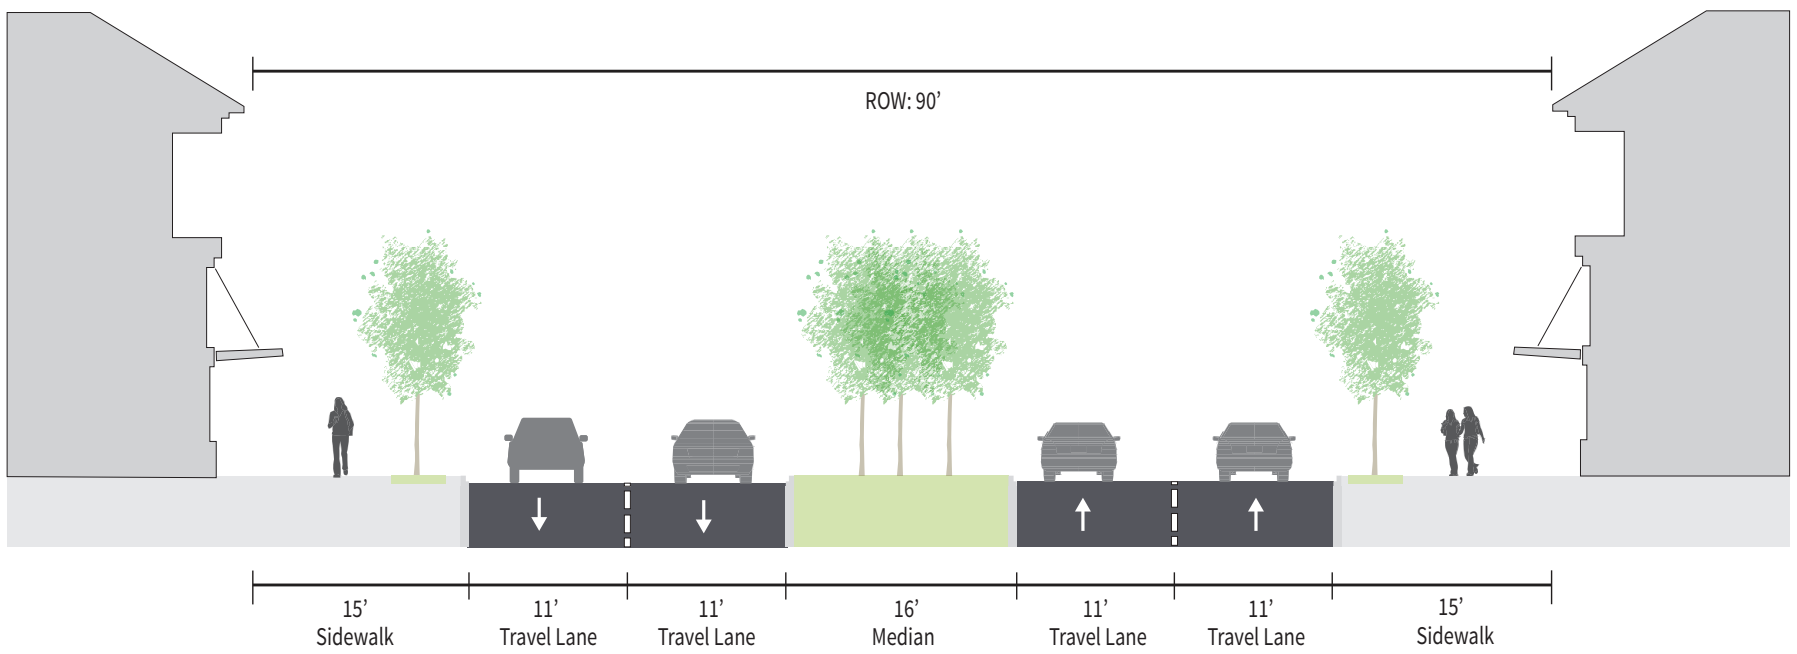 ROW: 90’
15’
Sidewalk
11’
Travel Lane
11’
Travel Lane
16’
Median
11’
Travel Lane
11’
Travel Lane
15’
Sidewalk